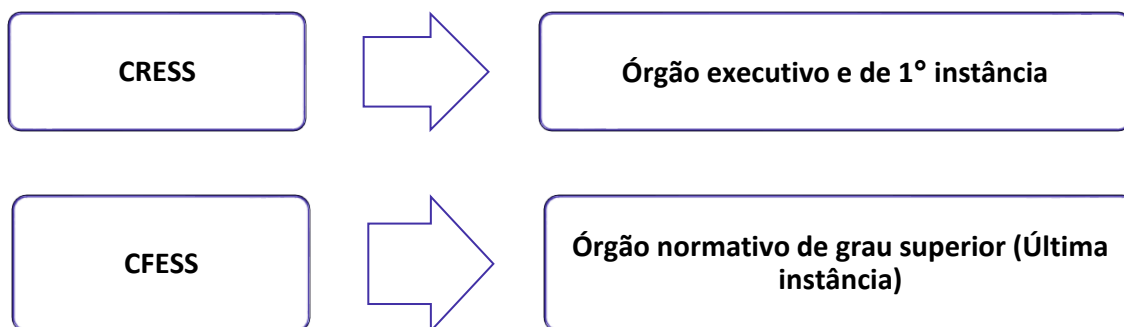 CRESS
Órgão executivo e de 1° instância
CFESS
Órgão normativo de grau superior (Última
instância)